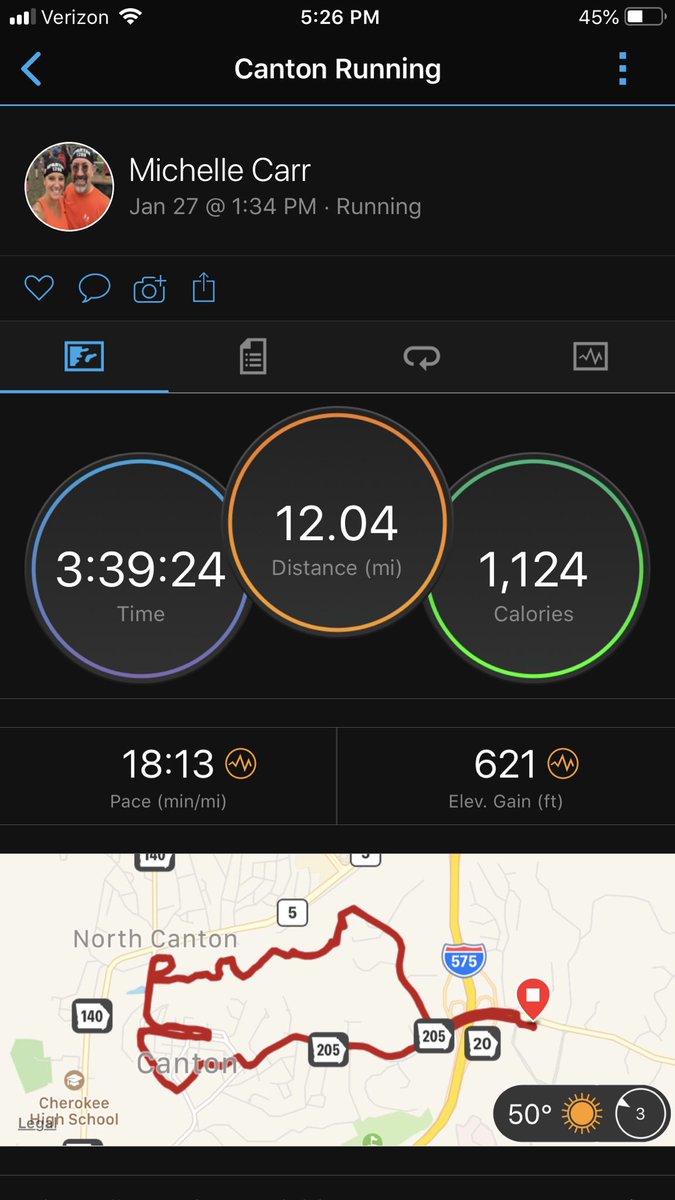 Verizon 5:26 PM 45%
Canton Running
Michelle Carr
Jan 27 @ 1:34 PM · Running
12.04
Distance (mi)
3:39:24
Time
1,124
Calories
18:13
Pace (min/mi)
621
Elev. Gain (ft)
140
5
5
North Canton
575
140
205
205
20
Canton
Cherokee
High School
Legal
50°
3